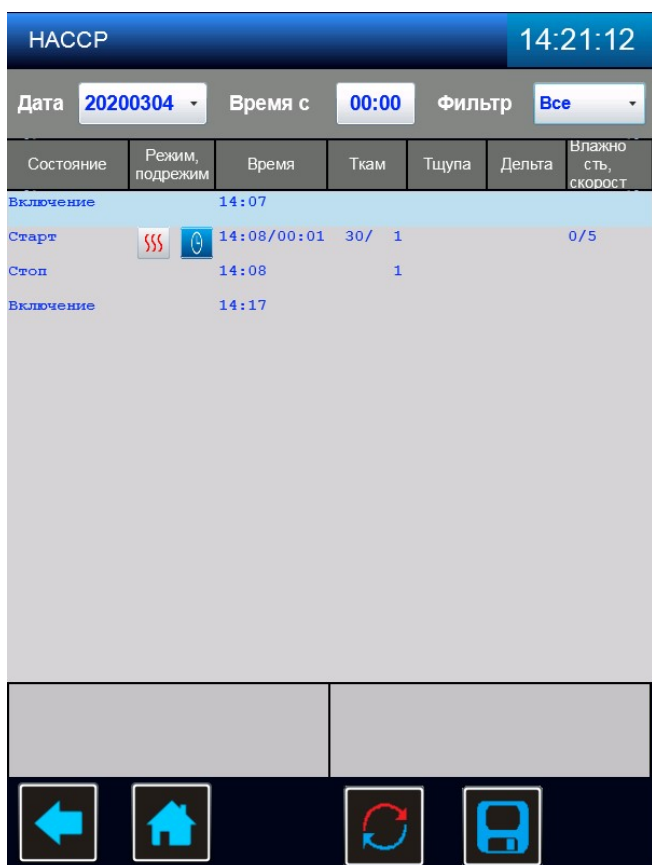 HACCP 14:21:12
Дата 20200304 Время с 00:00 Фильтр Все
Состояние Режим, подрежим Время Ткам Тщупа Дельта Влажно сть, скорост
Включение 14:07
Старт 14:08/00:01 30/ 1 0/5
Стоп 14:08 1
Включение 14:17